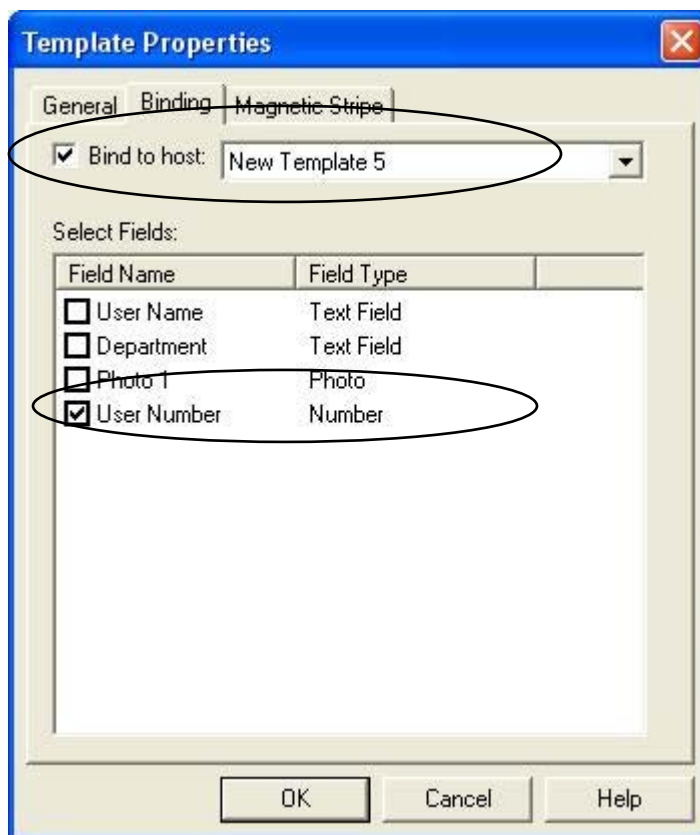 Template Properties
General Binding Magnetic Stripe
Bind to host: New Template 5
Select Fields:
Field Name Field Type
User Name Text Field
Department Text Field
Photo 1 Photo
User Number Number
OK Cancel Help